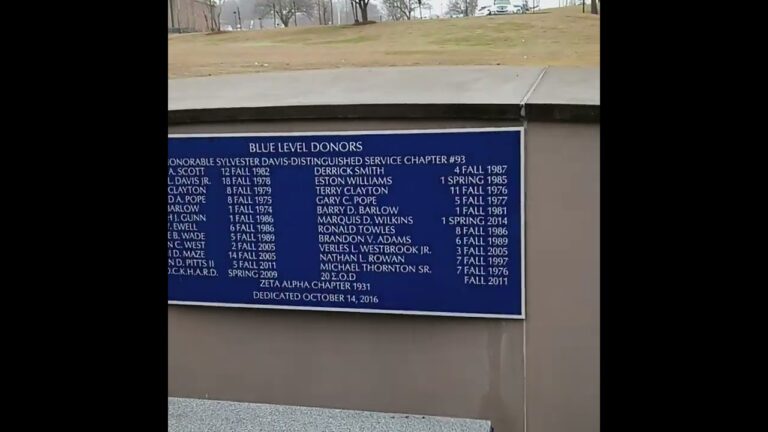 BLUE LEVEL DONORS
HONORABLE SYLVESTER DAVIS-DISTINGUISHED SERVICE CHAPTER #93
A. SCOTT 12 FALL 1982 DERRICK SMITH 4 FALL 1987
L. DAVIS JR. 18 FALL 1978 ESTON WILLIAMS 1 SPRING 1985
CLAYTON 8 FALL 1979 TERRY CLAYTON 11 FALL 1976
D A. POPE 8 FALL 1975 GARY C. POPE 5 FALL 1977
BARLOW 1 FALL 1974 BARRY D. BARLOW 1 FALL 1981
H J. GUNN 1 FALL 1986 MARQUIS D. WILKINS 1 SPRING 2014
EWELL 6 FALL 1986 RONALD TOWLES 8 FALL 1986
E B. WADE 5 FALL 1989 BRANDON V. ADAMS 6 FALL 1989
N C. WEST 2 FALL 2005 VERLES L. WESTBROOK JR. 3 FALL 2005
D. MAZE 14 FALL 2005 NATHAN L. ROWAN 7 FALL 1997
N D. PITTS II 5 FALL 2011 MICHAEL THORNTON SR. 7 FALL 1976
O.C.K.H.A.R.D. SPRING 2009 20 Σ.O.D FALL 2011
ZETA ALPHA CHAPTER 1931
DEDICATED OCTOBER 14, 2016